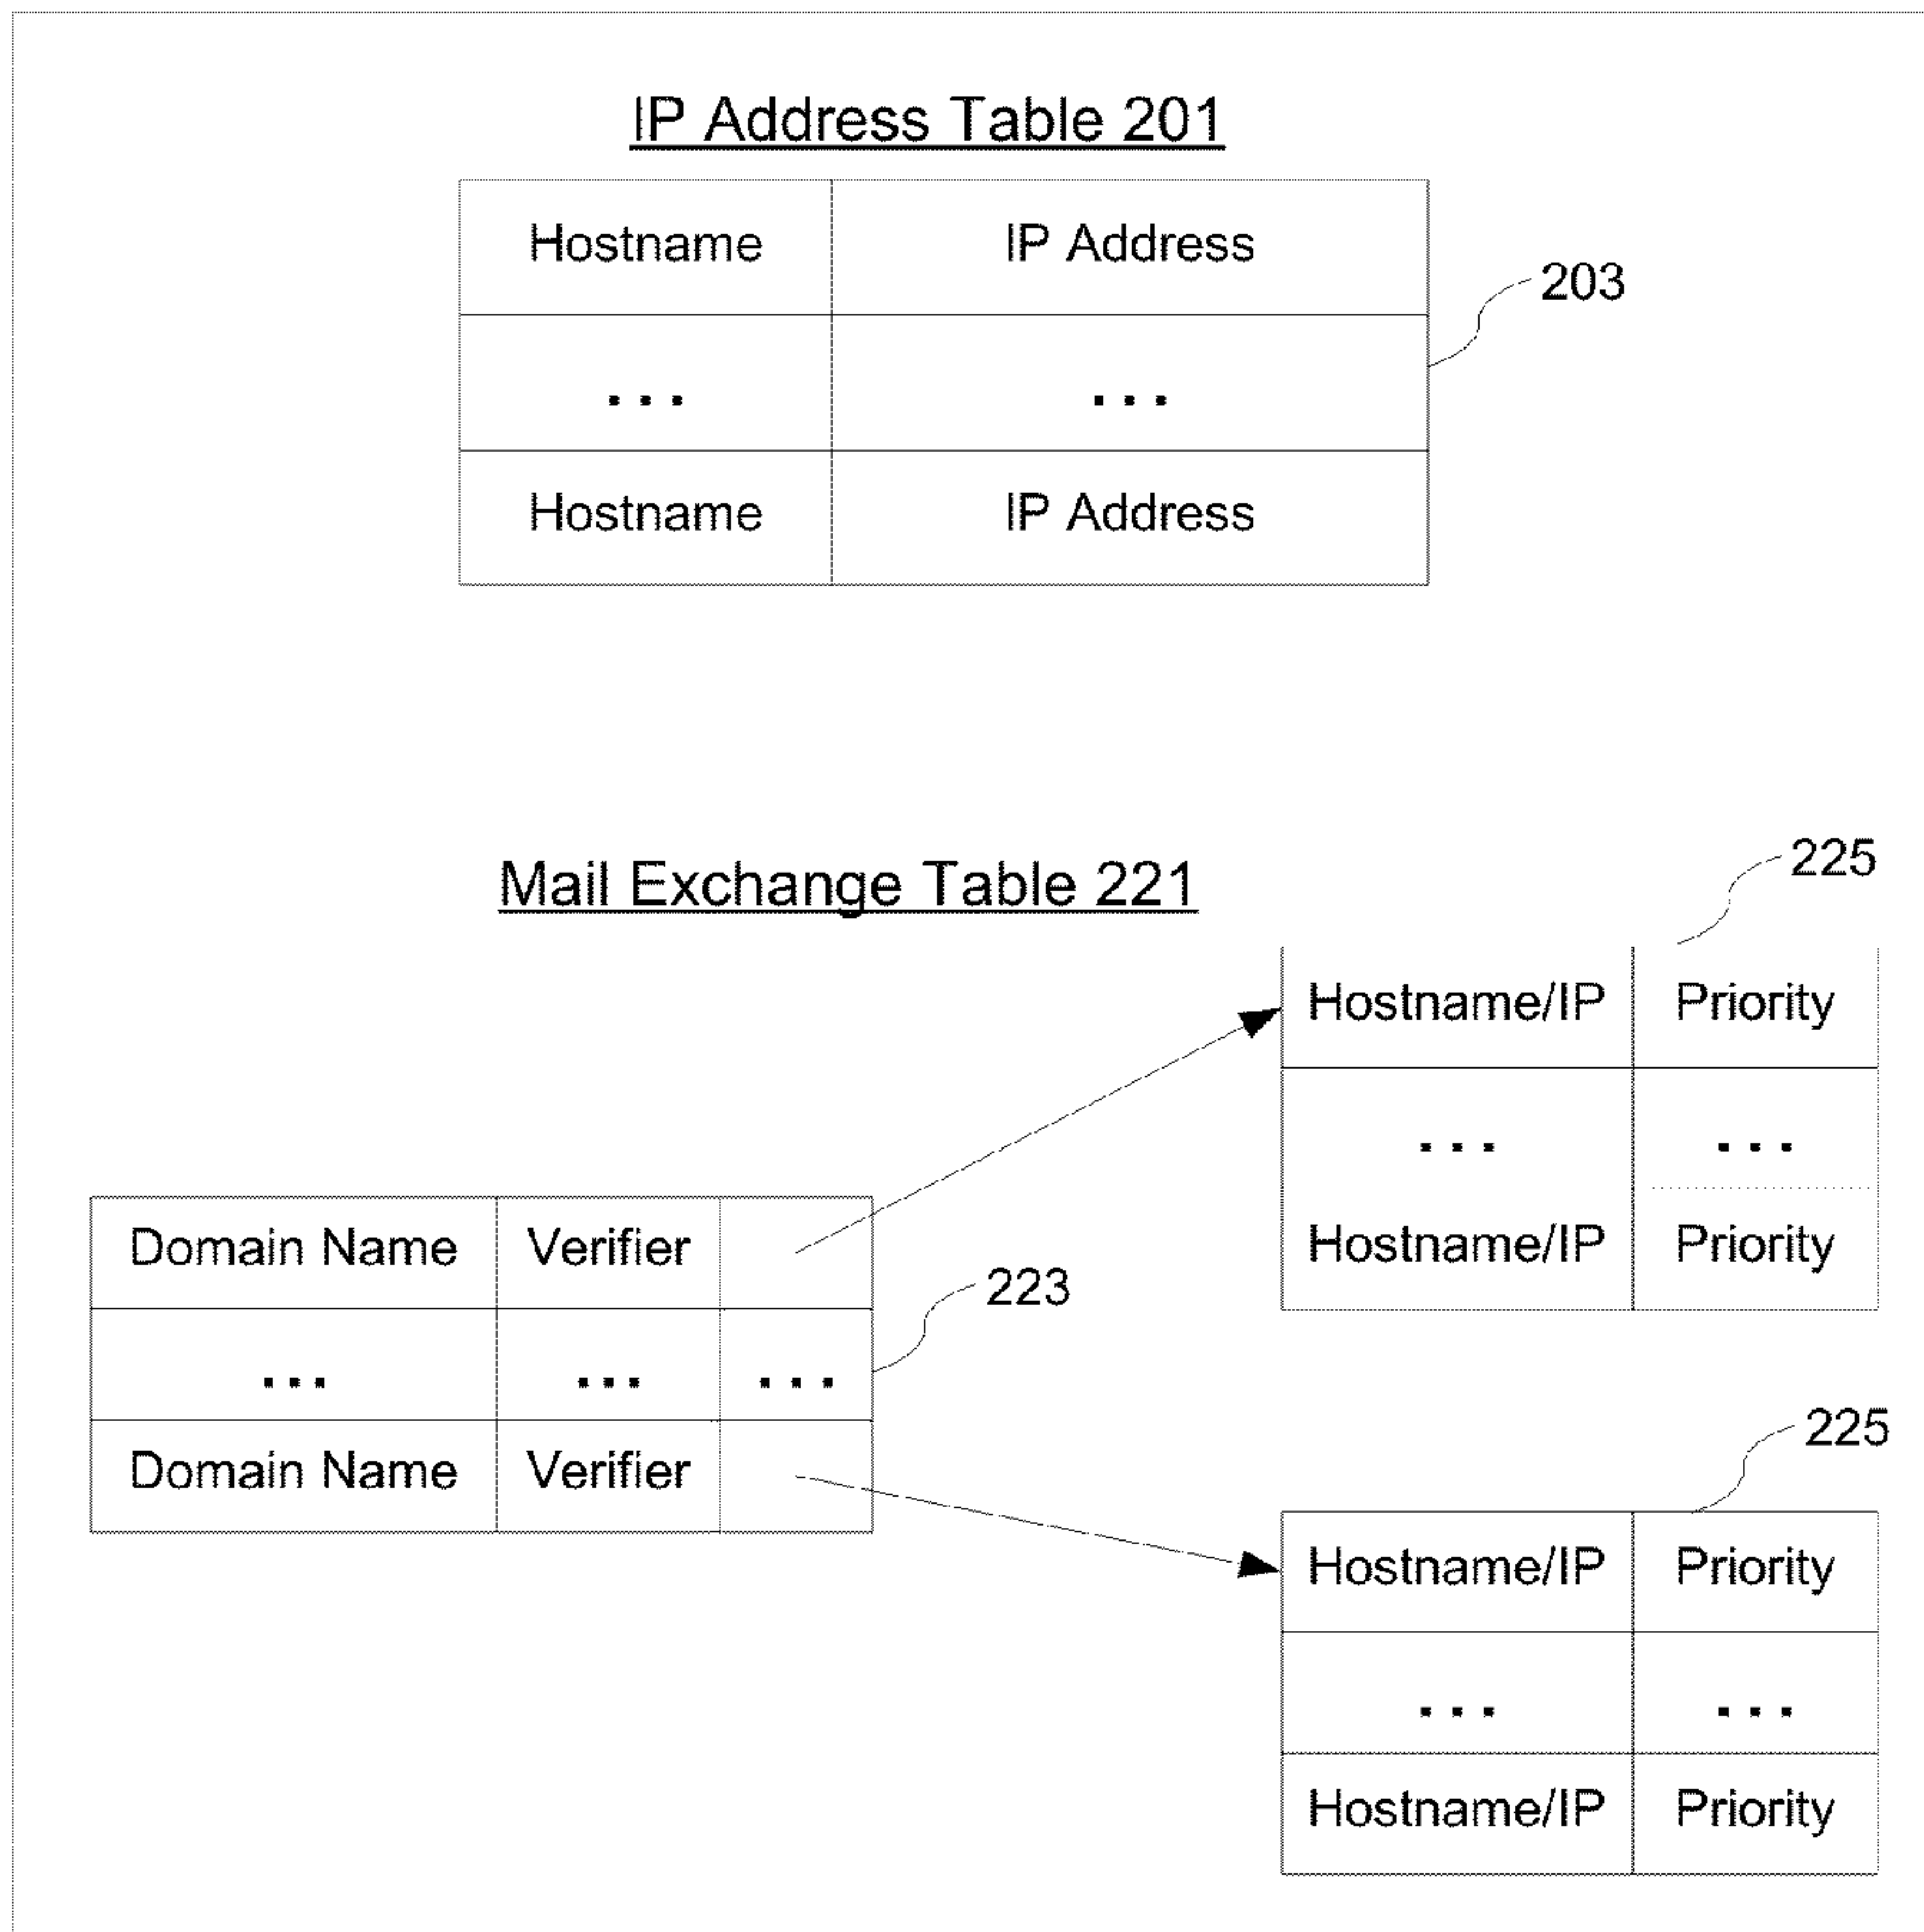 IP Address Table 201
Hostname IP Address
203
... ...
Hostname IP Address
Mail Exchange Table 221
225
Hostname/IP Priority
... ...
Hostname/IP Priority
Domain Name Verifier
223
... ... ...
Domain Name Verifier
225
Hostname/IP Priority
... ...
Hostname/IP Priority